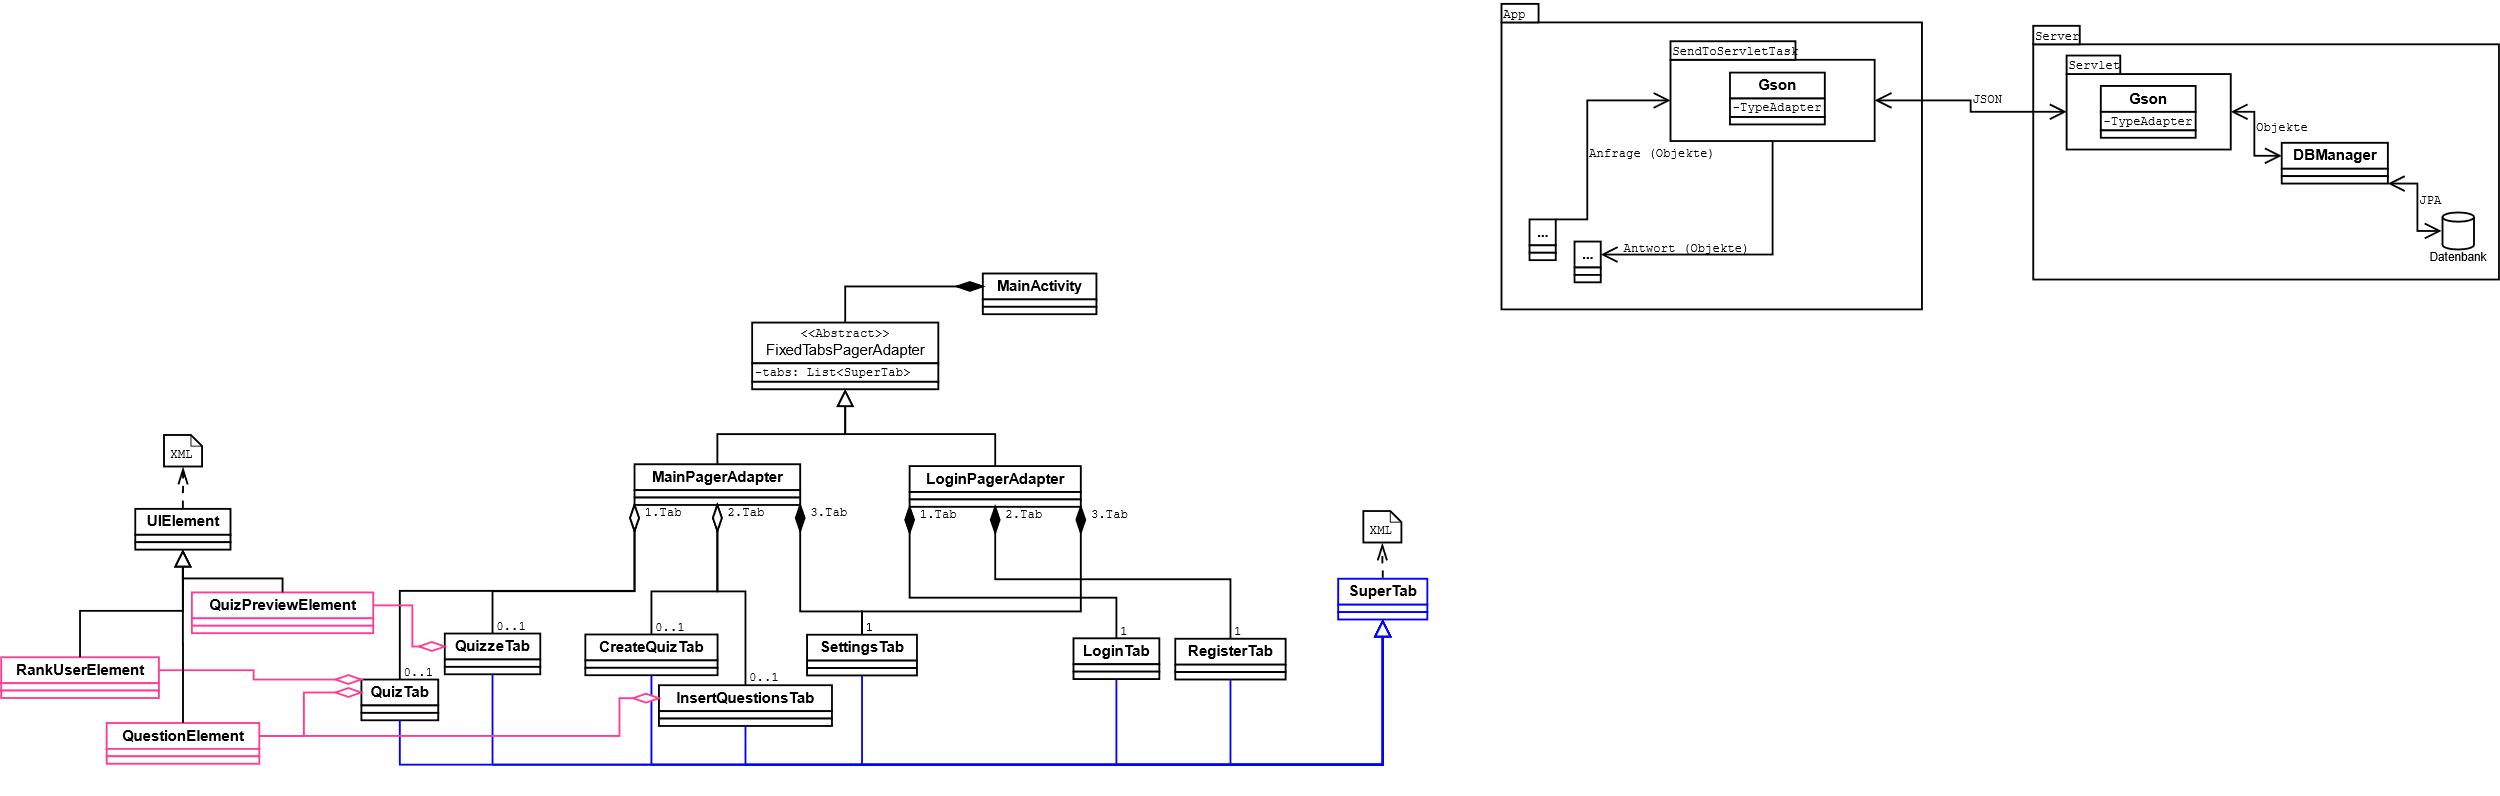 App
SendToServletTask
Gson
-TypeAdapter
Anfrage (Objekte)
...
...
Antwort (Objekte)
JSON
Server
Servlet
Gson
-TypeAdapter
Objekte
DBManager
JPA
Datenbank
MainActivity
<<Abstract>>
FixedTabsPagerAdapter
-tabs: List<SuperTab>
MainPagerAdapter
1.Tab
2.Tab
3.Tab
LoginPagerAdapter
1.Tab
2.Tab
3.Tab
XML
UIElement
QuizPreviewElement
RankUserElement
QuestionElement
0..1
QuizzeTab
0..1
QuizTab
0..1
CreateQuizTab
0..1
InsertQuestionsTab
1
SettingsTab
1
LoginTab
1
RegisterTab
XML
SuperTab